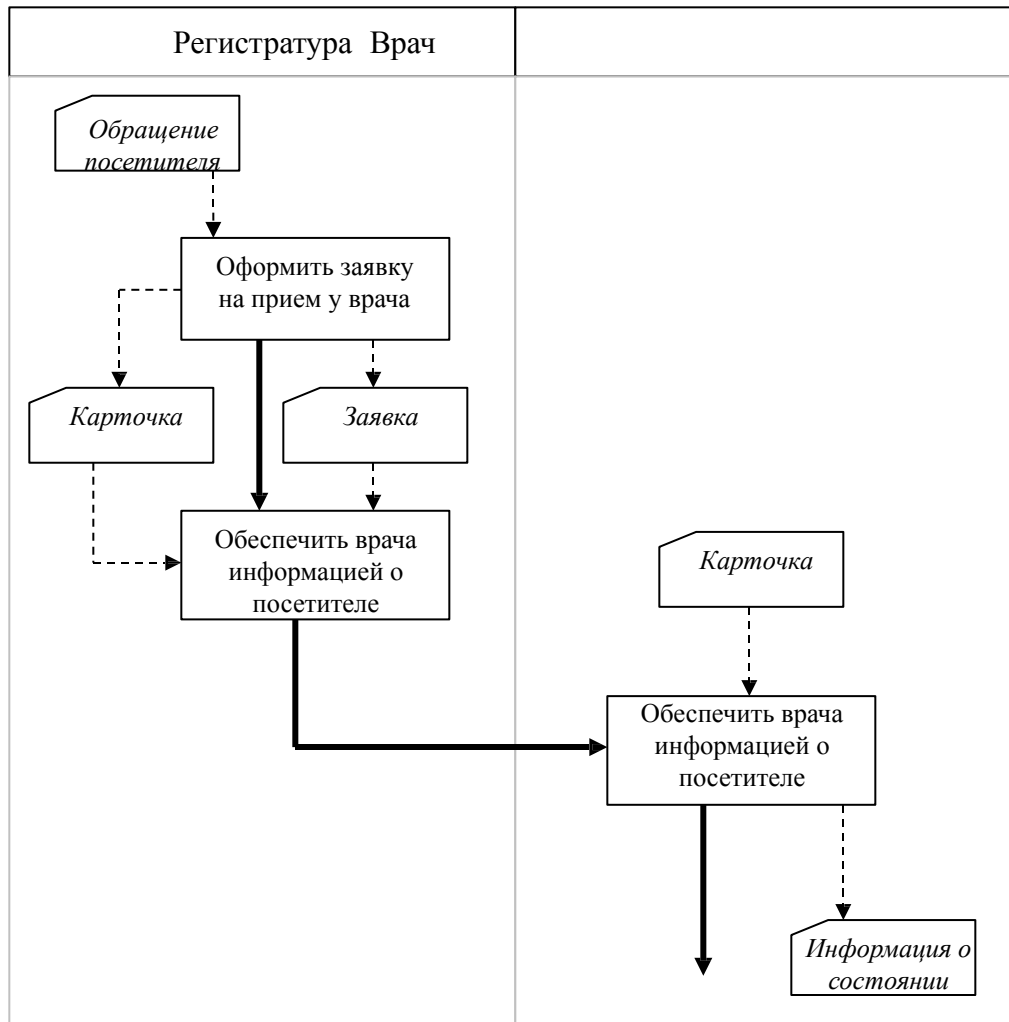 Регистратура Врач
Обращение
посетителя
Оформить заявку
на прием у врача
Карточка
Заявка
Обеспечить врача
информацией о
посетителе
Карточка
Обеспечить врача
информацией о
посетителе
Информация о
состоянии